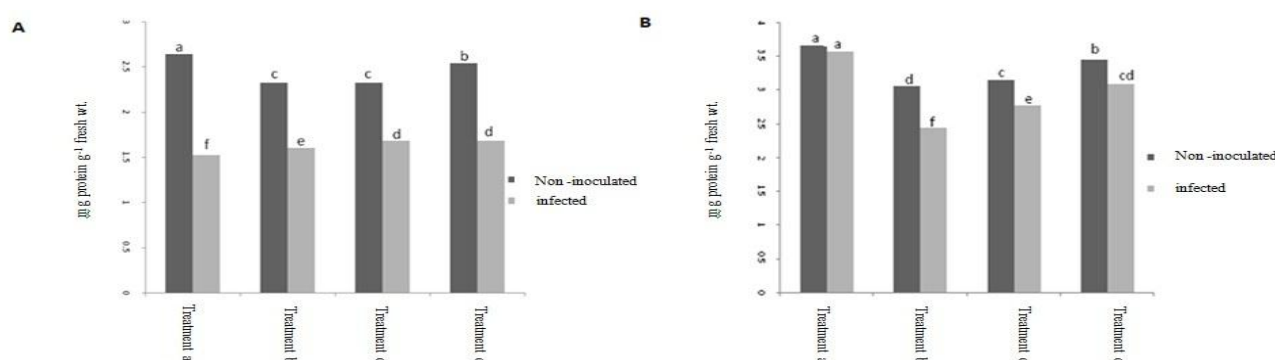 A
mg protein g-1 fresh wt.
3
2.5
2
1.5
1
0.5
0
a
f
c
e
c
d
b
d
Non -inoculated
infected
Treatment a
Treatment
Treatment
Treatment
B
mg protein g-1 fresh wt.
4
3.5
3
2.5
2
1.5
1
0.5
0
a
a
d
f
c
e
b
cd
Non -inoculated
infected
Treatment a
Treatment
Treatment
Treatment